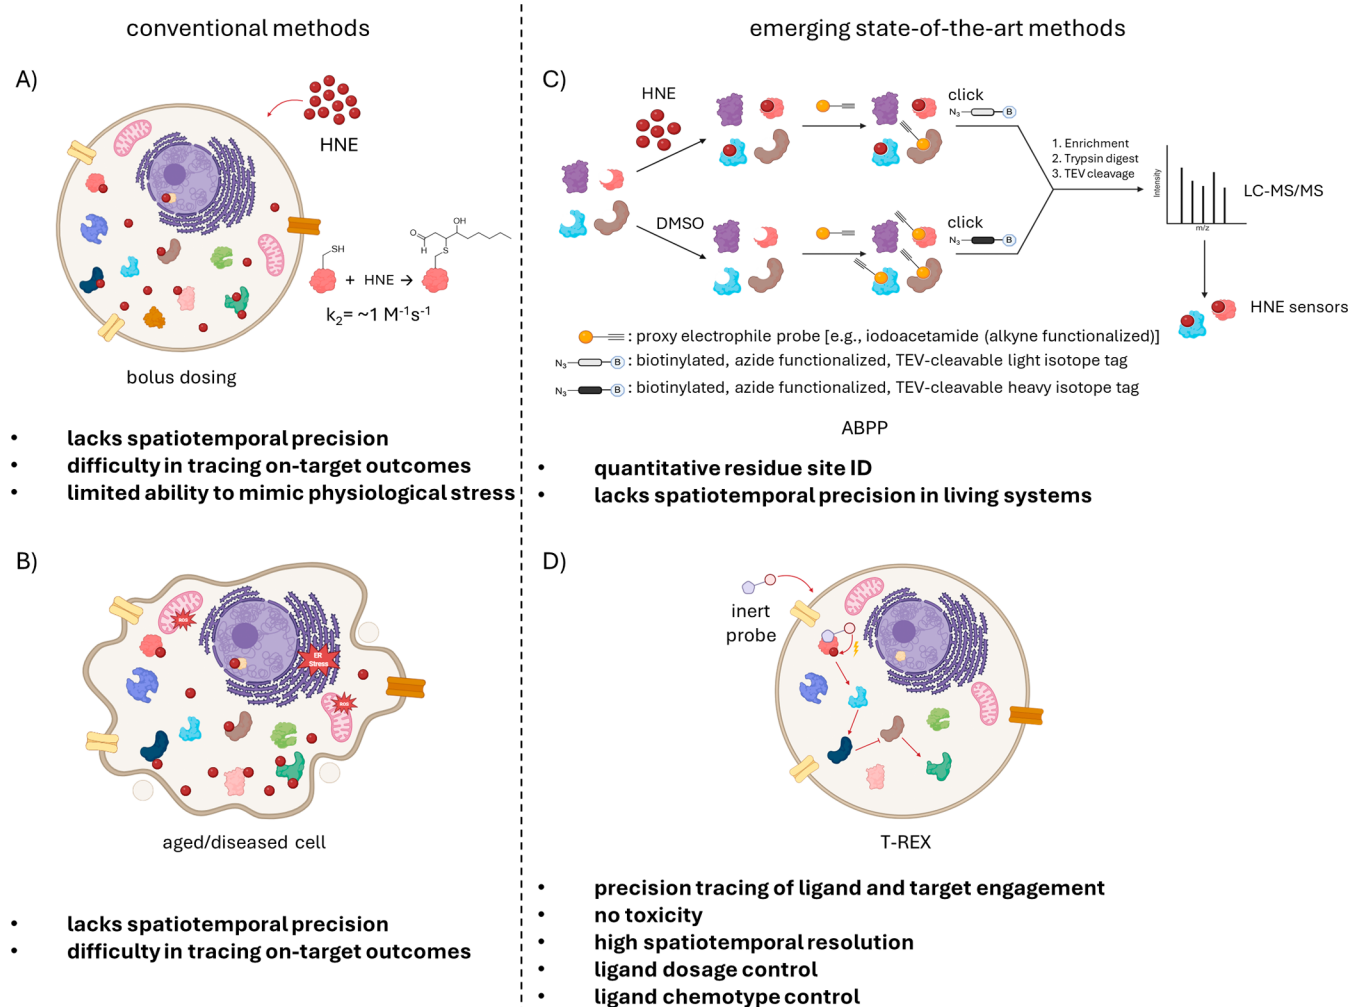 conventional methods
A)
HNE
SH
+ HNE →
O
H
S
OH
k₂= ~1 M⁻¹s⁻¹
bolus dosing
• lacks spatiotemporal precision
• difficulty in tracing on-target outcomes
• limited ability to mimic physiological stress
B)
ROS
ER
Stress
ROS
aged/diseased cell
• lacks spatiotemporal precision
• difficulty in tracing on-target outcomes
emerging state-of-the-art methods
C)
HNE
DMSO
click
N₃ B
click
N₃ B
1. Enrichment
2. Trypsin digest
3. TEV cleavage
Intensity
m/z
LC-MS/MS
HNE sensors
: proxy electrophile probe [e.g., iodoacetamide (alkyne functionalized)]
N₃ B : biotinylated, azide functionalized, TEV-cleavable light isotope tag
N₃ B : biotinylated, azide functionalized, TEV-cleavable heavy isotope tag
ABPP
• quantitative residue site ID
• lacks spatiotemporal precision in living systems
D)
inert
probe
T-REX
• precision tracing of ligand and target engagement
• no toxicity
• high spatiotemporal resolution
• ligand dosage control
• ligand chemotype control